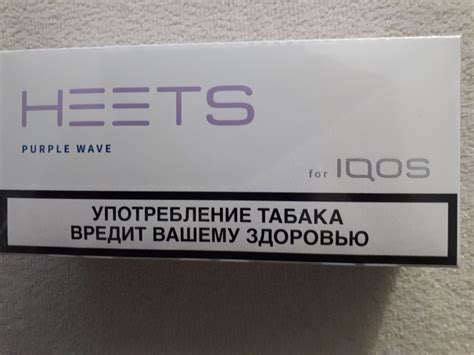 HEETS
PURPLE WAVE
for IQOS
УПОТРЕБЛЕНИЕ ТАБАКА
ВРЕДИТ ВАШЕМУ ЗДОРОВЬЮ